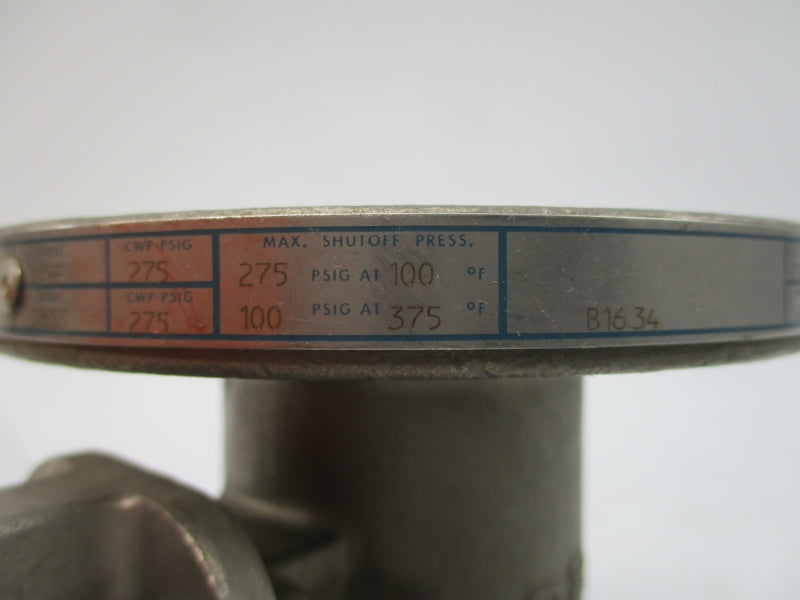 CWP-PSIG
275
CWP-PSIG
275
MAX. SHUTOFF PRESS.
275 PSIG AT 100 °F
100 PSIG AT 375 °F
B16.34